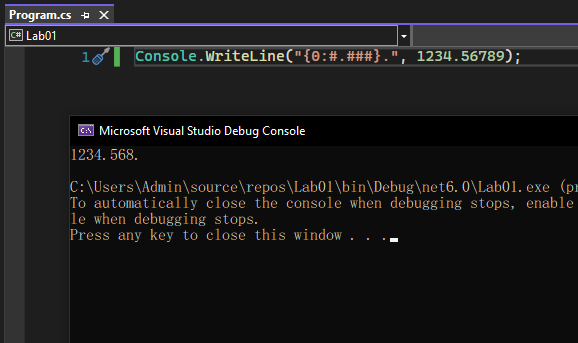 Program.cs
C# Lab01
1 Console.WriteLine("{0:#.###}.", 1234.56789);
Microsoft Visual Studio Debug Console
1234.568.
C:\Users\Admin\source\repos\Lab01\bin\Debug\net6.0\Lab01.exe (pr
To automatically close the console when debugging stops, enable
le when debugging stops.
Press any key to close this window . . .